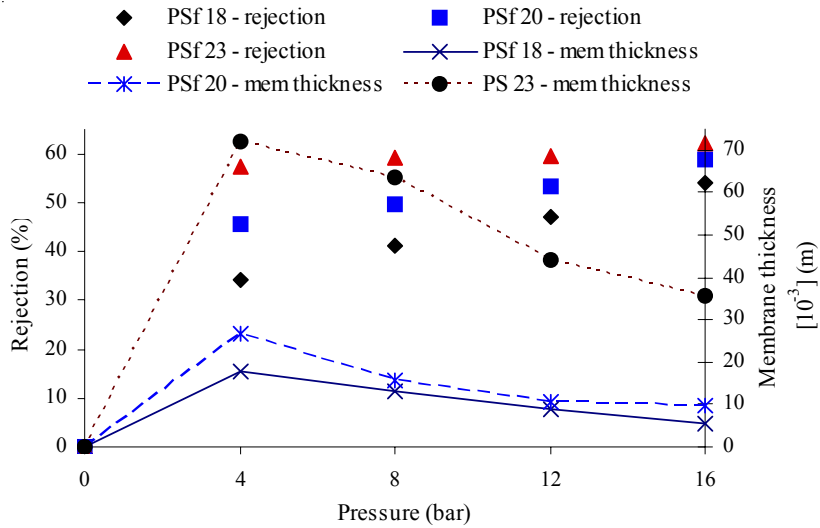 PSf 18 - rejection
PSf 20 - rejection
PSf 23 - rejection
PSf 18 - mem thickness
PSf 20 - mem thickness
PS 23 - mem thickness
60
50
40
30
20
10
0
Rejection (%)
70
60
50
40
30
20
10
0
Membrane thickness
[10⁻³] (m)
0
4
8
12
16
Pressure (bar)